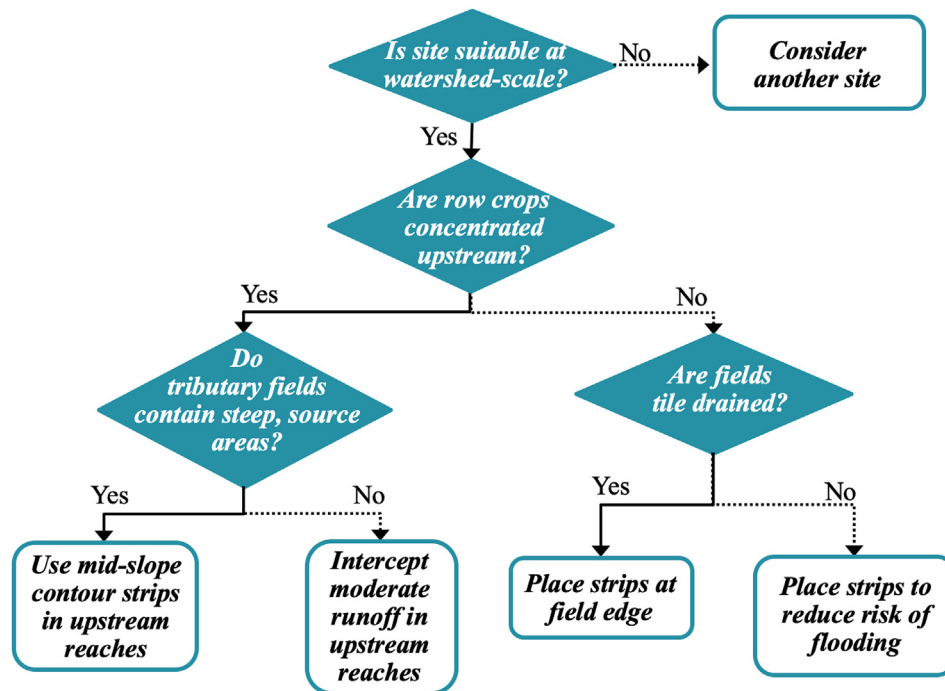 Is site suitable at
watershed-scale?
No
Consider
another site
Yes
Are row crops
concentrated
upstream?
Yes
No
Do
tributary fields
contain steep, source
areas?
Are fields
tile drained?
Yes
No
Yes
No
Use mid-slope
contour strips
in upstream
reaches
Intercept
moderate
runoff in
upstream
reaches
Place strips at
field edge
Place strips to
reduce risk of
flooding